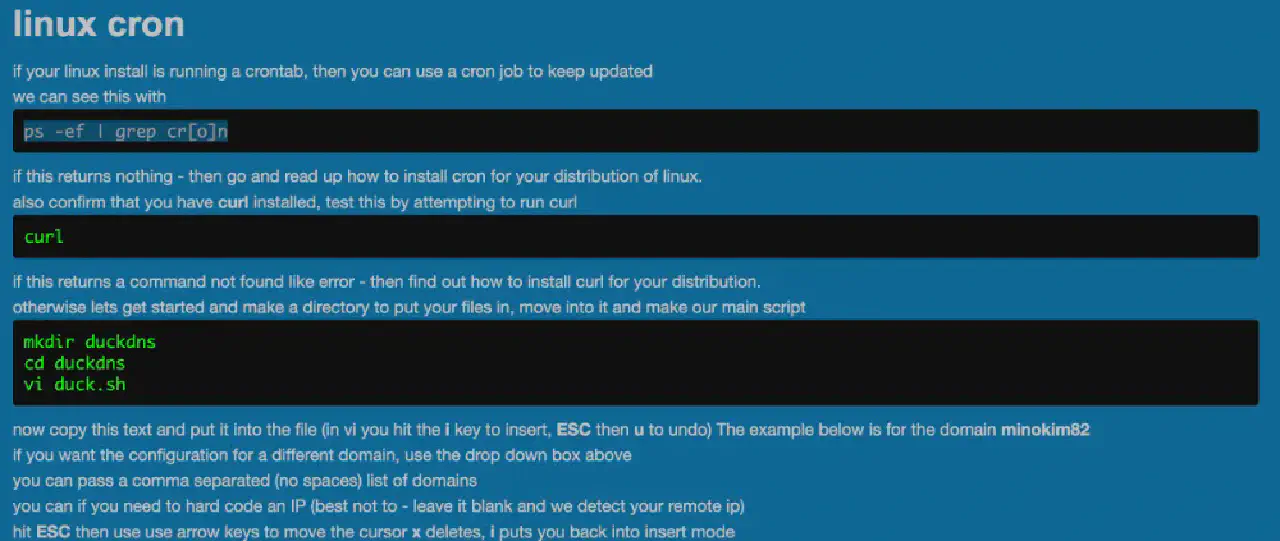 linux cron
if your linux install is running a crontab, then you can use a cron job to keep updated
we can see this with
ps -ef | grep cr[o]n
if this returns nothing - then go and read up how to install cron for your distribution of linux.
also confirm that you have curl installed, test this by attempting to run curl
curl
if this returns a command not found like error - then find out how to install curl for your distribution.
otherwise lets get started and make a directory to put your files in, move into it and make our main script
mkdir duckdns
cd duckdns
vi duck.sh
now copy this text and put it into the file (in vi you hit the i key to insert, ESC then u to undo) The example below is for the domain minokim82
if you want the configuration for a different domain, use the drop down box above
you can pass a comma separated (no spaces) list of domains
you can if you need to hard code an IP (best not to - leave it blank and we detect your remote ip)
hit ESC then use use arrow keys to move the cursor x deletes, i puts you back into insert mode